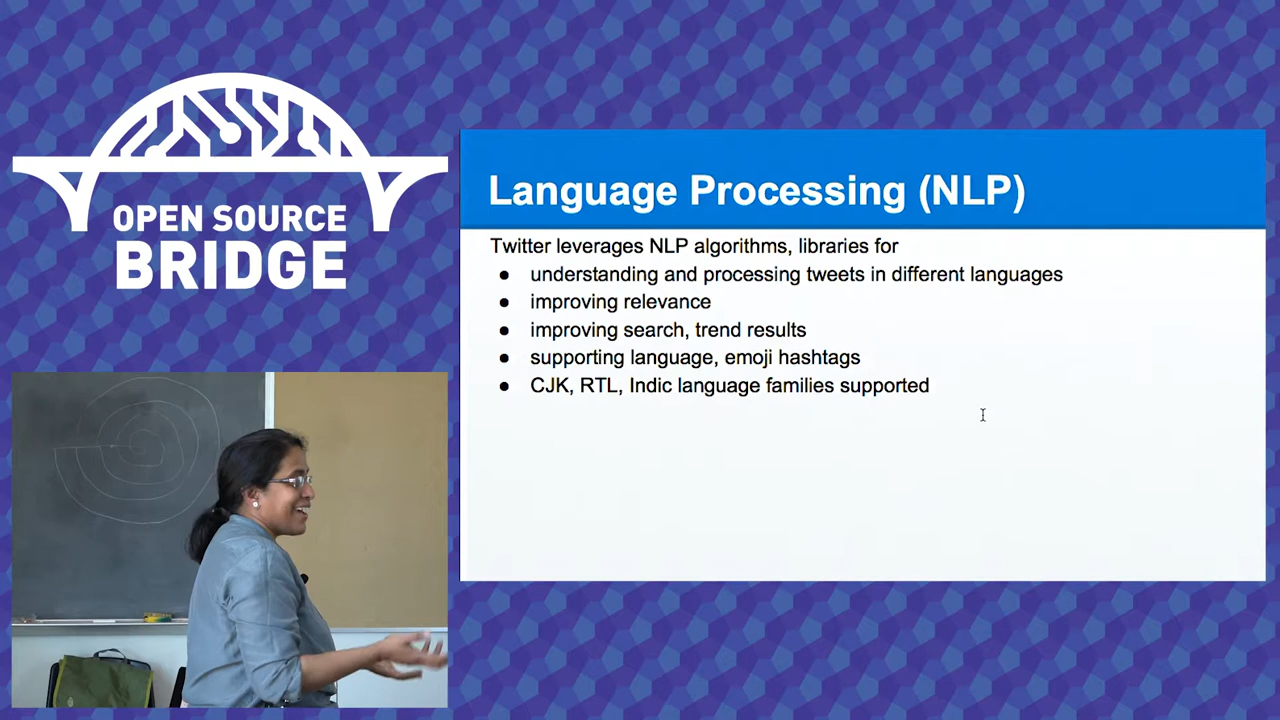 OPEN SOURCE
BRIDGE
Language Processing (NLP)
Twitter leverages NLP algorithms, libraries for
● understanding and processing tweets in different languages
● improving relevance
● improving search, trend results
● supporting language, emoji hashtags
● CJK, RTL, Indic language families supported